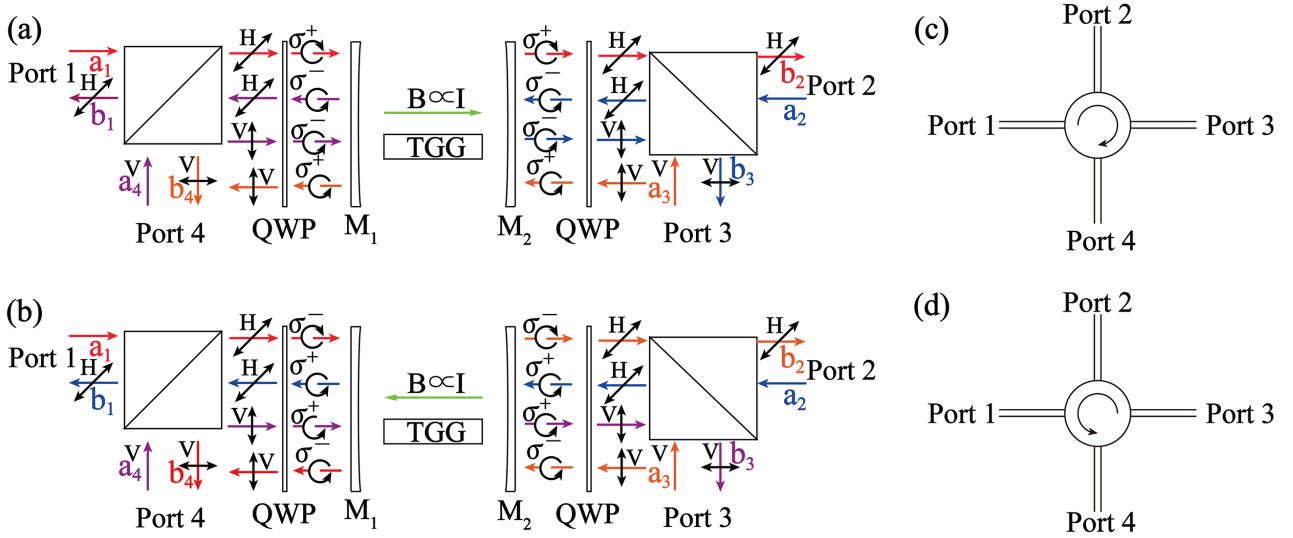 (a)
Port 1
a₁
H
b₁
V
a₄
V
b₄
Port 4
H
H
V
V
QWP
σ⁺
σ⁻
σ⁻
σ⁺
M₁
B∝I
TGG
M₂
σ⁺
σ⁻
σ⁻
σ⁺
QWP
H
H
V
V
H
b₂
Port 2
a₂
a₃
V
b₃
Port 3
(b)
Port 1
a₁
H
b₁
V
a₄
V
b₄
Port 4
H
H
V
V
QWP
σ⁻
σ⁺
σ⁺
σ⁻
M₁
B∝I
TGG
M₂
σ⁻
σ⁺
σ⁺
σ⁻
QWP
H
H
V
V
H
b₂
Port 2
a₂
a₃
V
b₃
Port 3
(c)
Port 2
Port 1
Port 3
Port 4
(d)
Port 2
Port 1
Port 3
Port 4